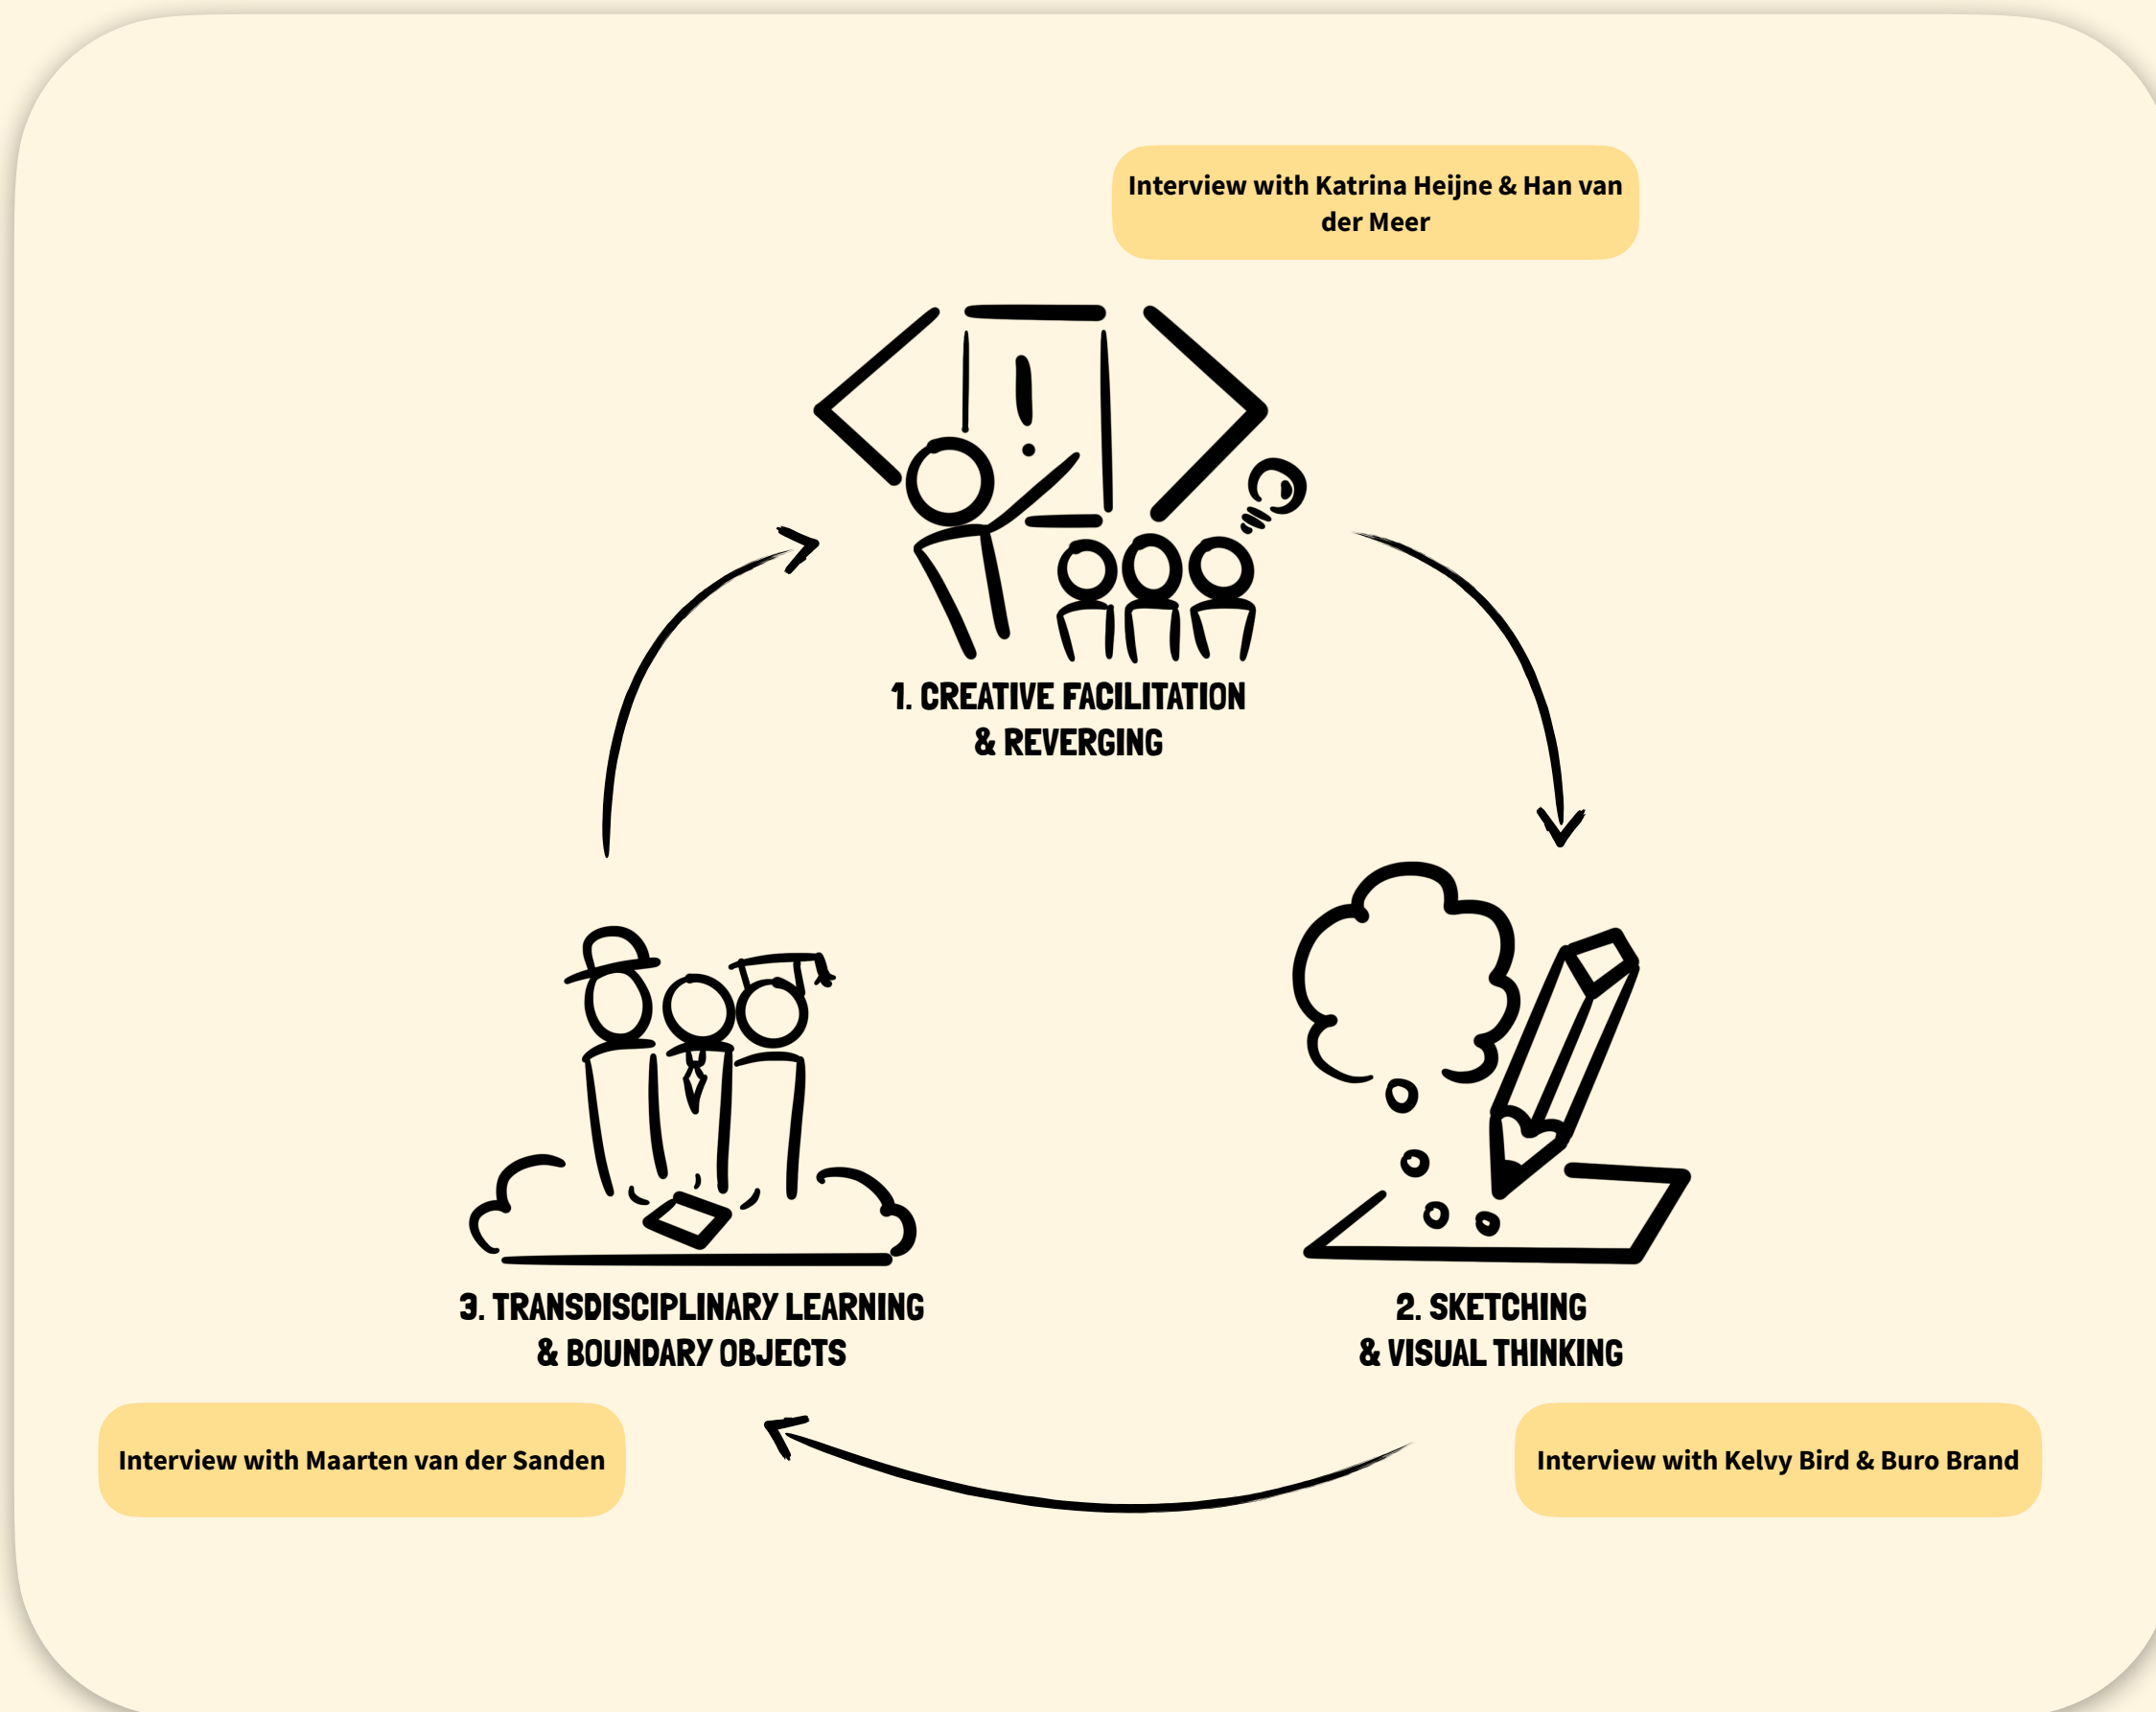 Interview with Katrina Heijne & Han van
der Meer
!
1. CREATIVE FACILITATION
& REVERGING
3. TRANSDISCIPLINARY LEARNING
& BOUNDARY OBJECTS
2. SKETCHING
& VISUAL THINKING
Interview with Maarten van der Sanden
Interview with Kelvy Bird & Buro Brand